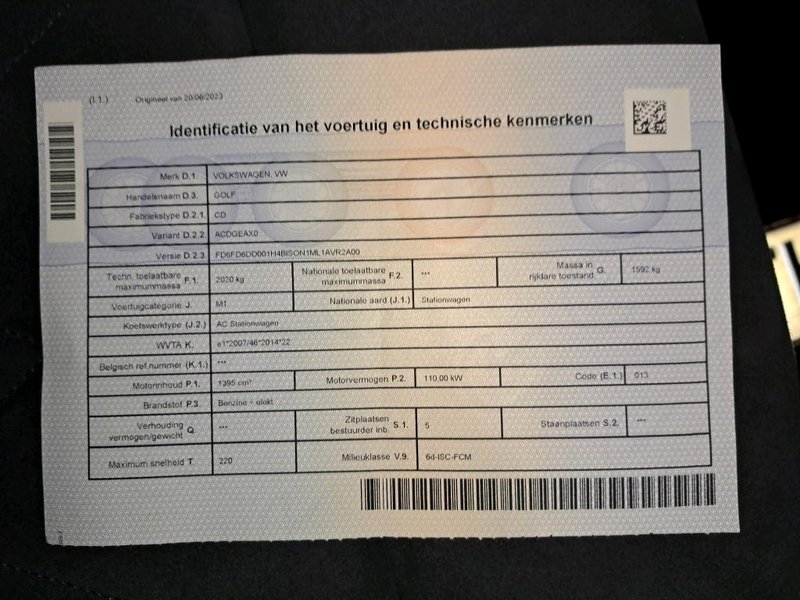 (I.1.) Origineel van 20/06/2023
Identificatie van het voertuig en technische kenmerken
Merk D.1. VOLKSWAGEN, VW
Handelsnaam D.3. GOLF
Fabriekstype D.2.1. CD
Variant D.2.2. ACDGEAX0
Versie D.2.3. FD6FD6DD001H4BISON1ML1AVR2A00
Techn. toelaatbare maximummassa F.1. 2020 kg Nationale toelaatbare maximummassa F.2. --- Massa in rijklare toestand G. 1592 kg
Voertuigcategorie J. M1 Nationale aard (J.1.) Stationwagen
Koetswerktype (J.2.) AC Stationwagen
WVTA K. e1*2007/46*2014*22
Belgisch ref.nummer (K.1.) ---
Motorinhoud P.1. 1395 cm³ Motorvermogen P.2. 110,00 kW Code (E.1.) 013
Brandstof P.3. Benzine + elekt
Verhouding vermogen/gewicht Q. --- Zitplaatsen bestuurder inb. S.1. 5 Staanplaatsen S.2. ---
Maximum snelheid T. 220 Milieuklasse V.9. 6d-ISC-FCM